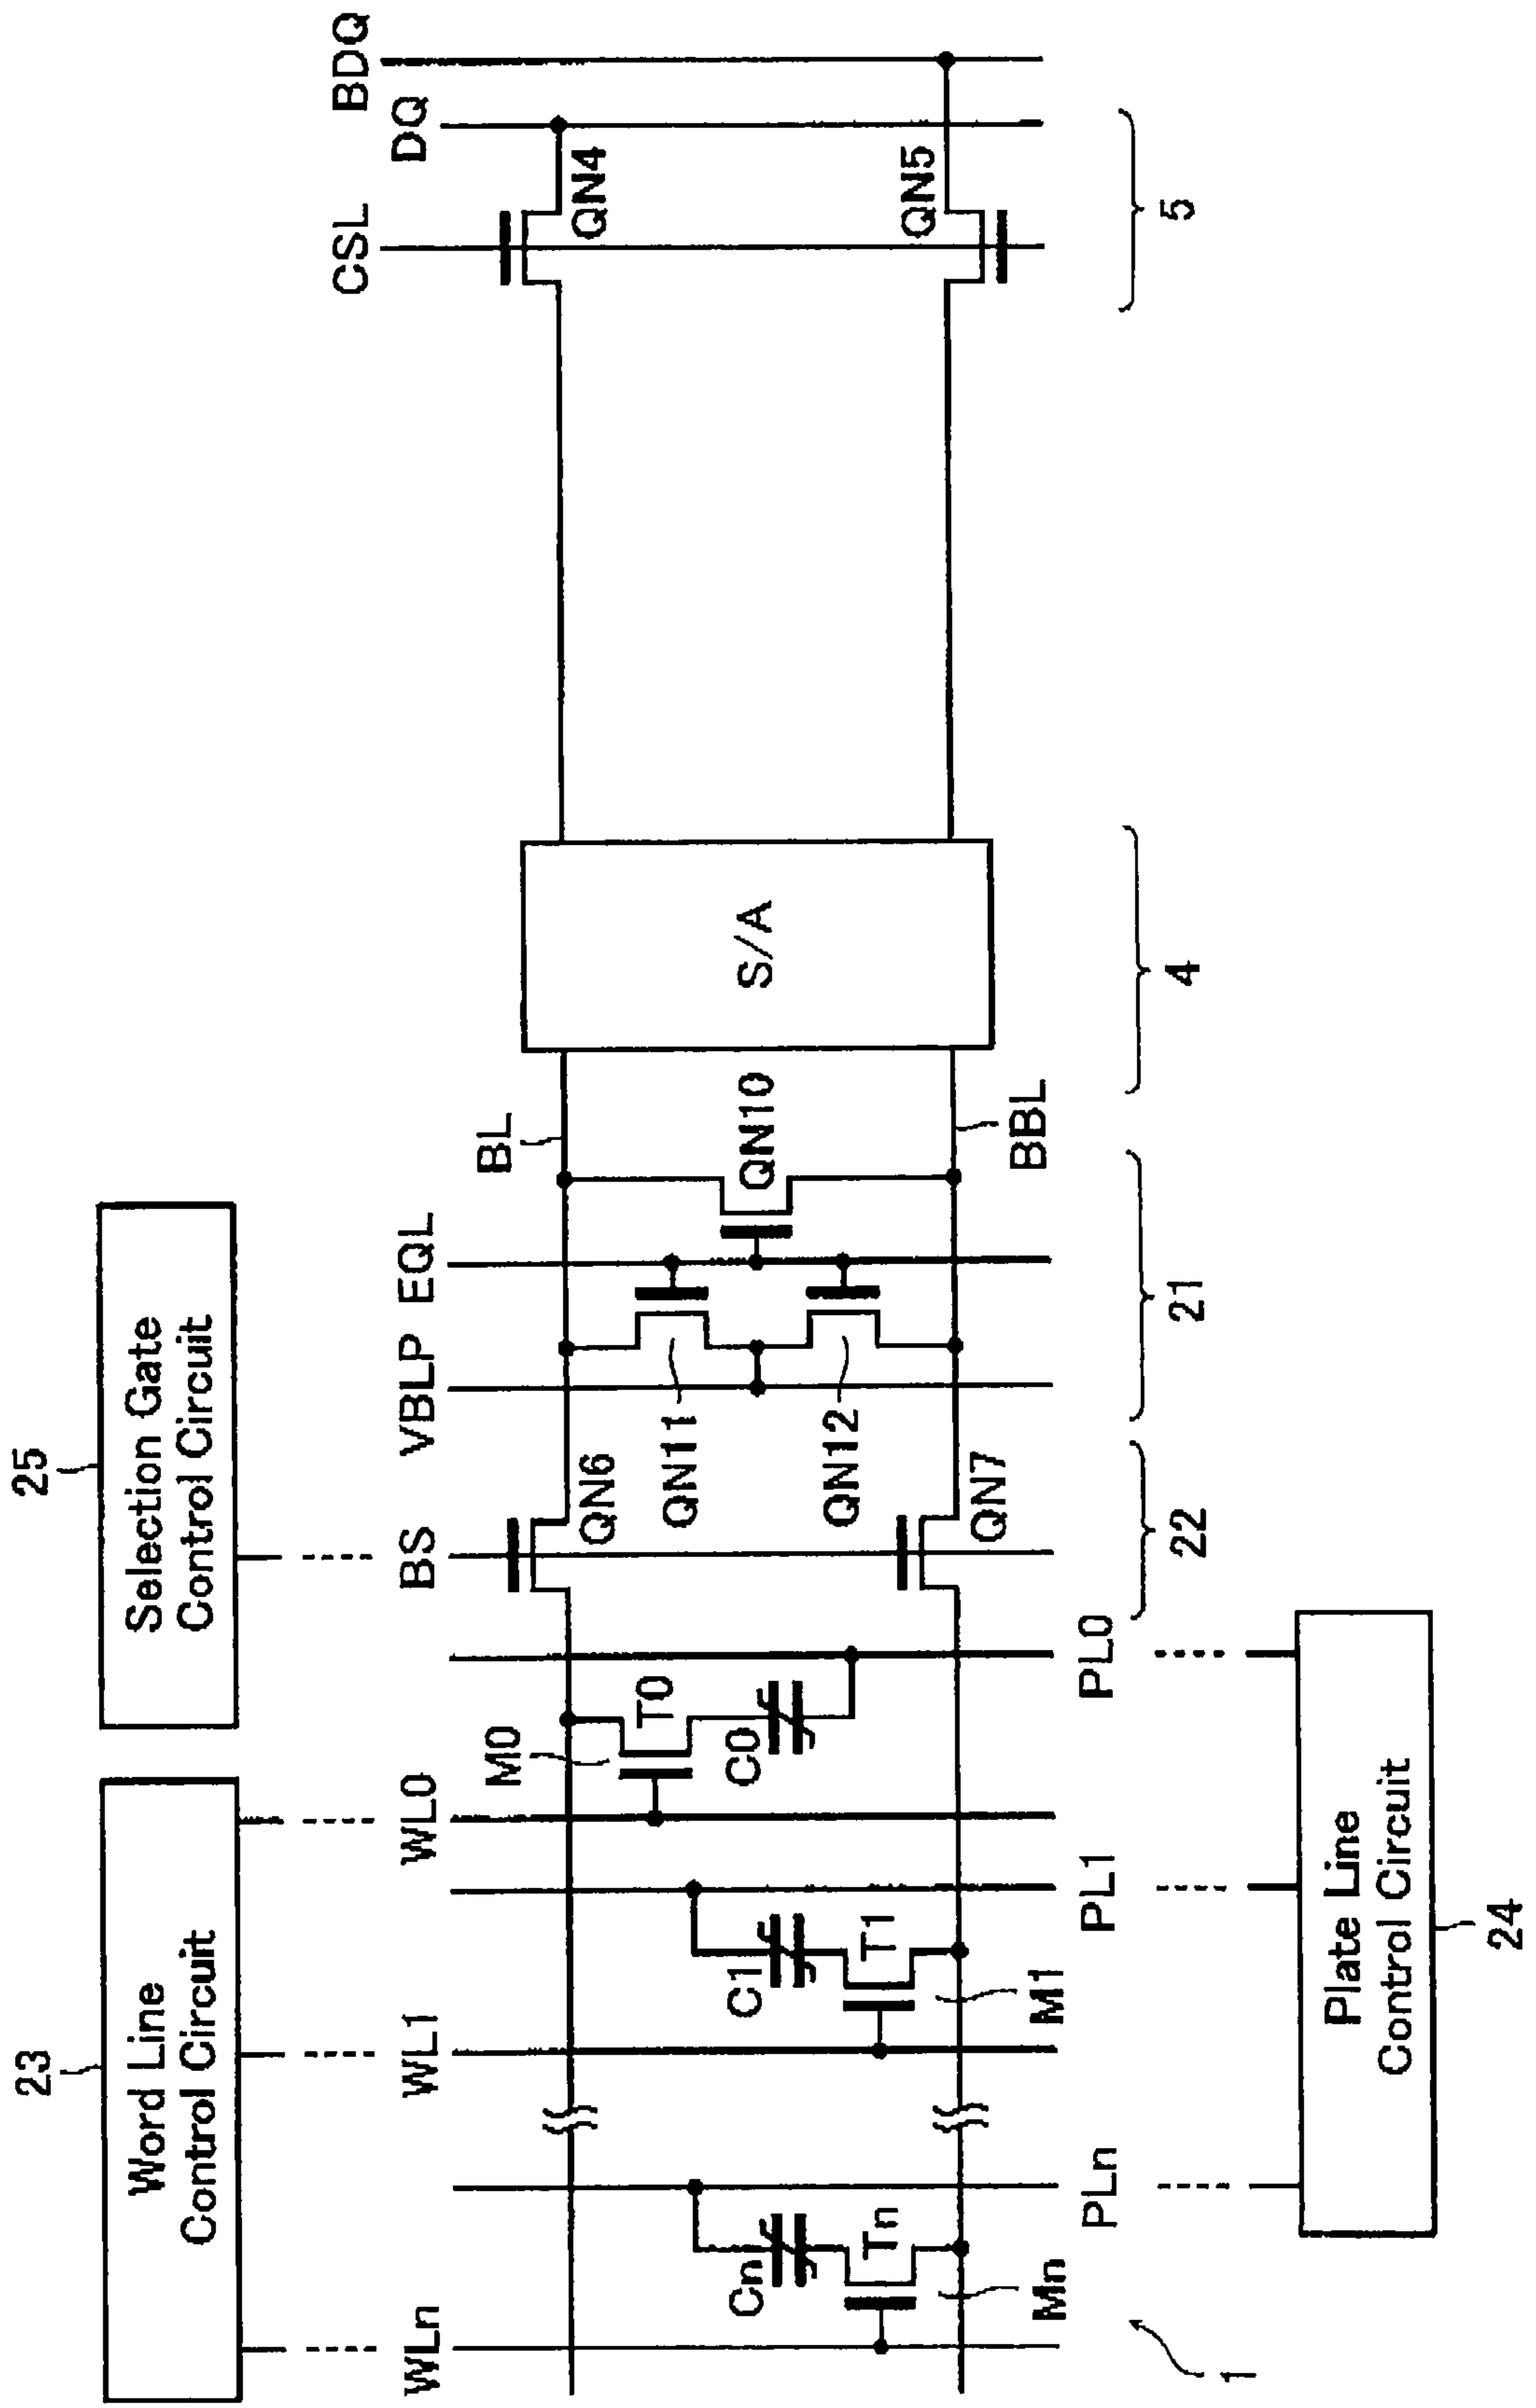 23
Word Line
Control Circuit
25
Selection Gate
Control Circuit
WLn
WL1
WL0
BS
VBLP
EQL
CSL
DQ
BDQ
BL
M0
T0
C0
QN6
QN11
QN12
QN10
S/A
QN4
QN5
Cn
Tn
C1
T1
QN7
BBL
Mn
M1
PLn
PL1
PL0
1
22
21
4
5
Plate Line
Control Circuit
24